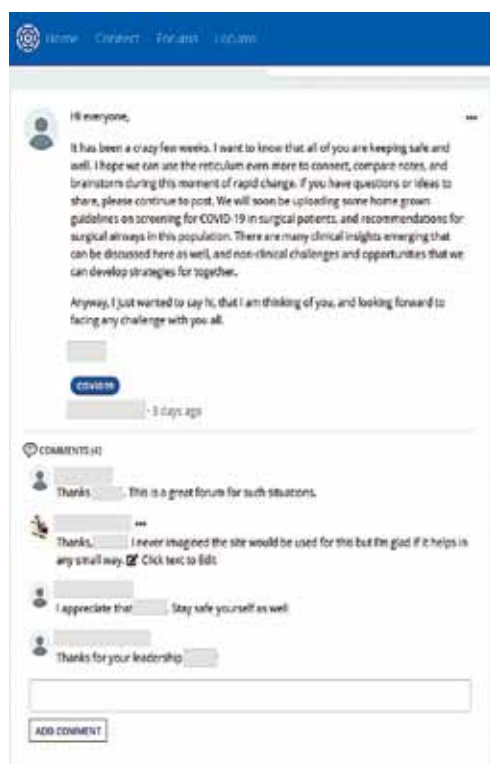 Home Connect Forums Forums
Hi everyone,
It has been a crazy few weeks. I want to know that all of you are keeping safe and
well. I hope we can use the reticulum even more to connect, compare notes, and
brainstorm during this moment of rapid change. If you have questions or ideas to
share, please continue to post. We will soon be uploading some home grown
guidelines on screening for COVID-19 in surgical patients, and recommendations for
surgical airways in this population. There are many clinical insights emerging that
can be discussed here as well, and non-clinical challenges and opportunities that we
can develop strategies for together.
Anyway, I just wanted to say hi, that I am thinking of you, and looking forward to
facing any challenge with you all.
COVID19
- 3 days ago
COMMENTS (4)
Thanks . This is a great forum for such situations.
Thanks, I never imagined the site would be used for this but I'm glad if it helps in
any small way. Click text to Edit
I appreciate that . Stay safe yourself as well
Thanks for your leadership
ADD COMMENT